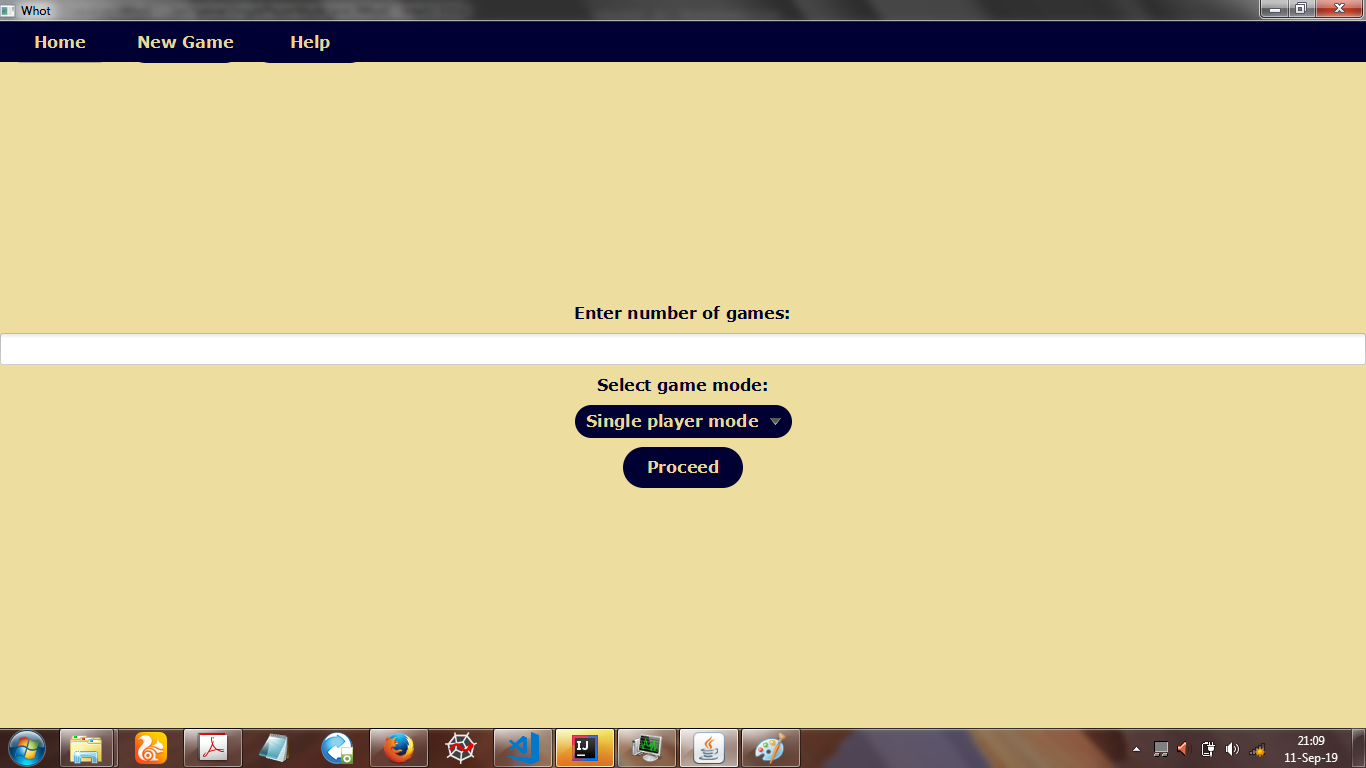 Whot
Home New Game Help
Enter number of games:
Select game mode:
Single player mode
Proceed
IJ
21:09
11-Sep-19